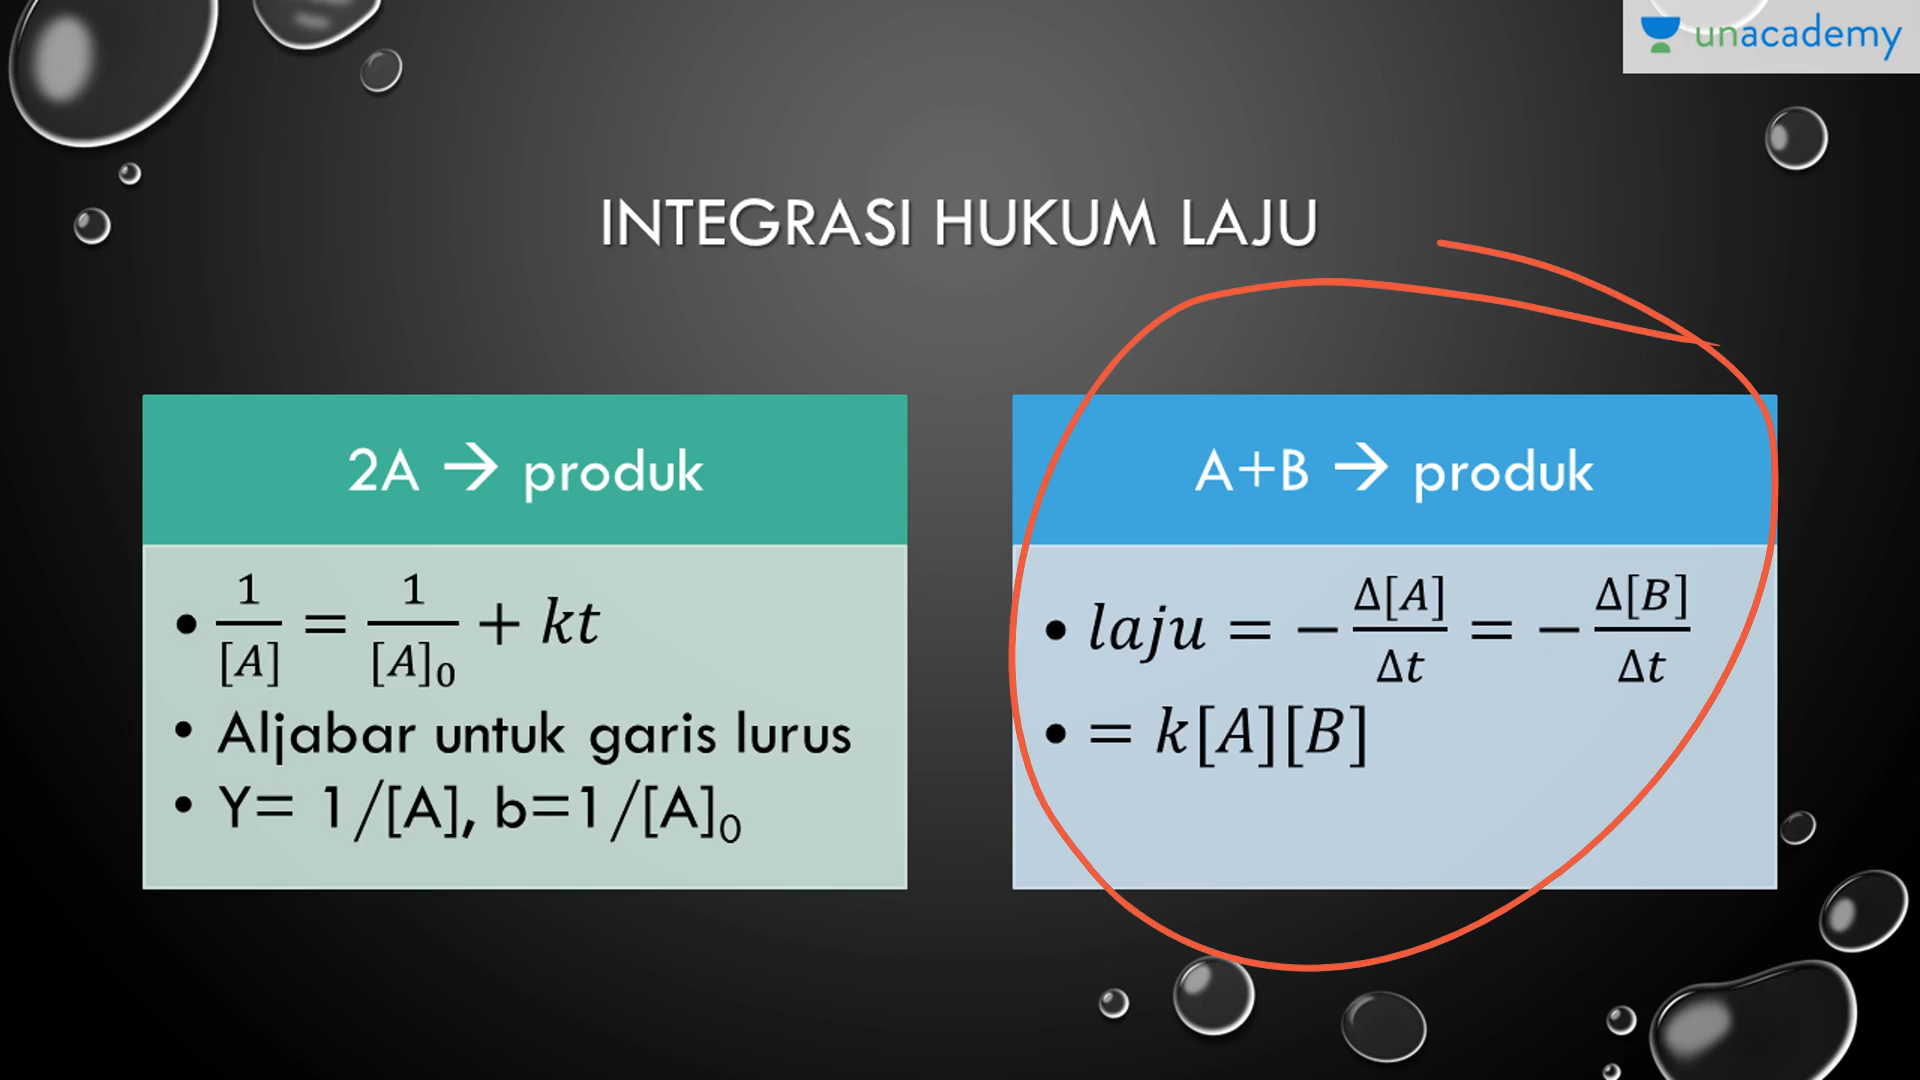 unacademy
INTEGRASI HUKUM LAJU
2A → produk
• 1/[A] = 1/[A]₀ + kt
• Aljabar untuk garis lurus
• Y= 1/[A], b=1/[A]₀
A+B → produk
• laju = − Δ[A]/Δt = − Δ[B]/Δt
• = k[A][B]